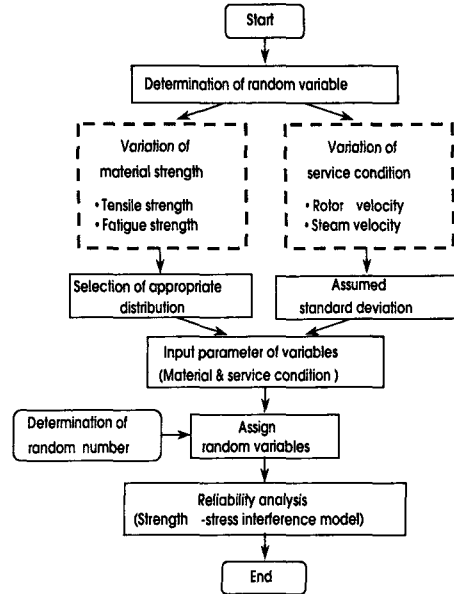 Start
Determination of random variable
Variation of
material strength
• Tensile strength
• Fatigue strength
Variation of
service condition
• Rotor velocity
• Steam velocity
Selection of appropriate
distribution
Assumed
standard deviation
Input parameter of variables
(Material & service condition )
Determination of
random number
Assign
random variables
Reliability analysis
(Strength -stress interference model)
End